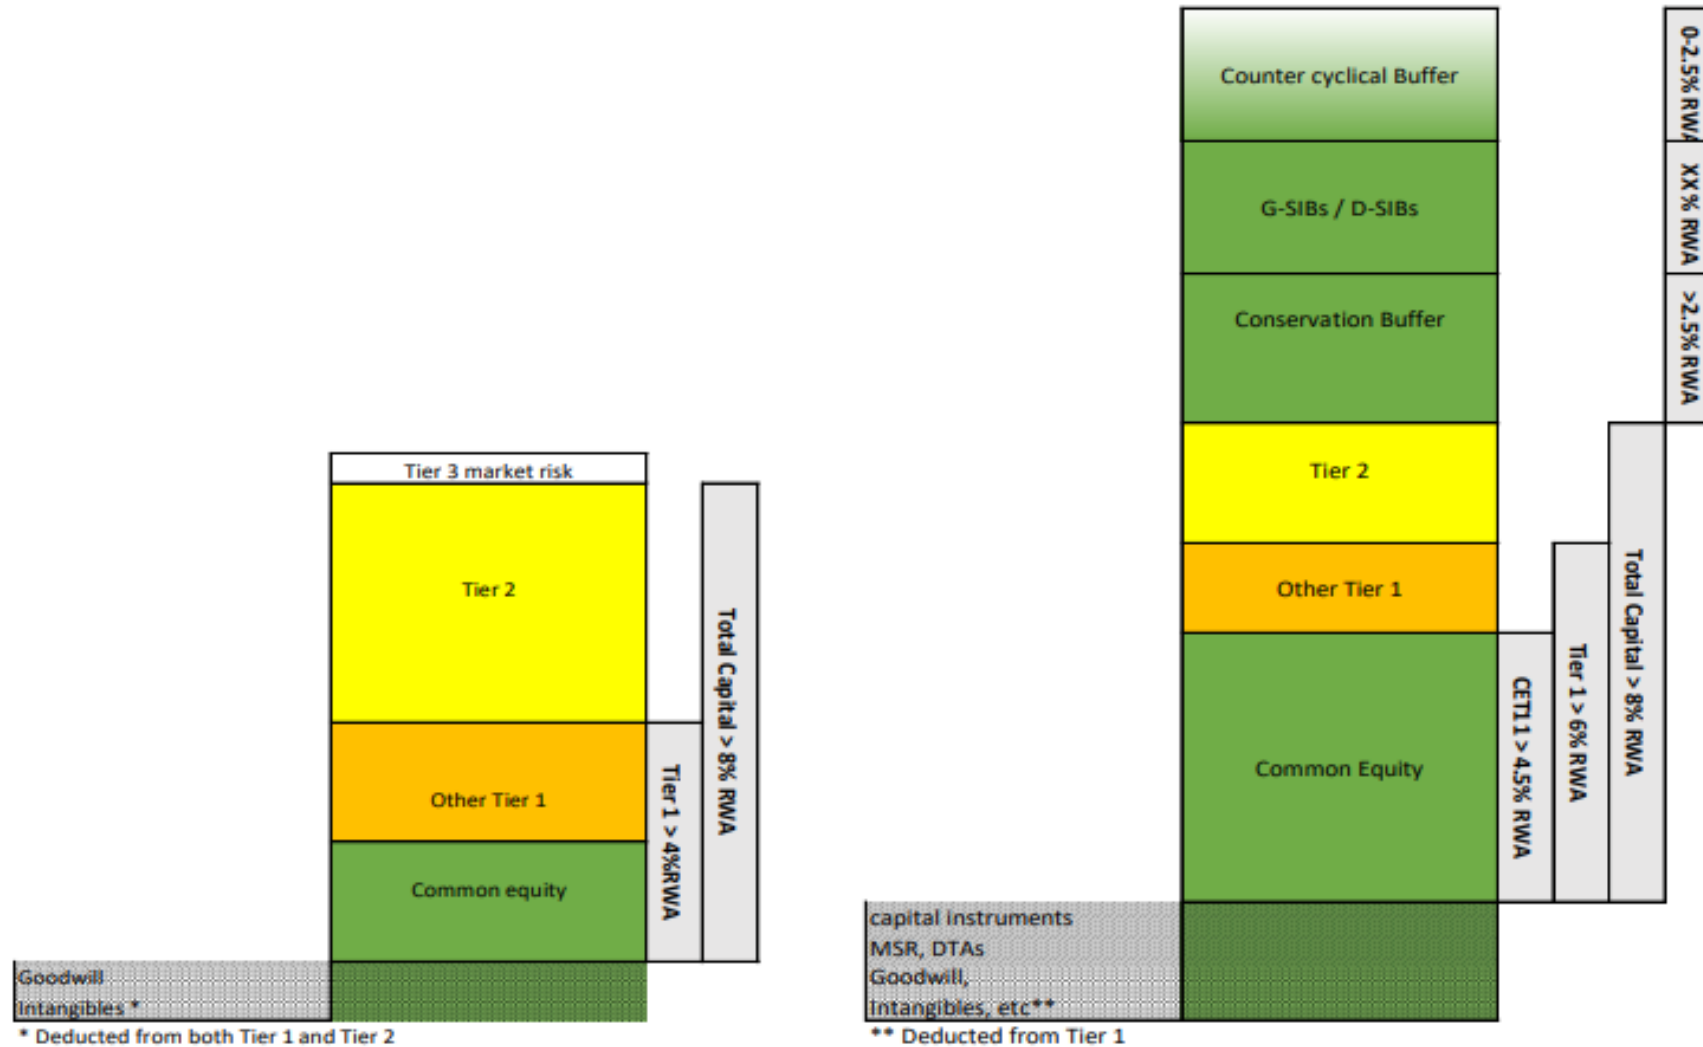 Tier 3 market risk
Tier 2
Other Tier 1
Common equity
Tier 1 > 4%RWA
Total Capital > 8% RWA
Goodwill
Intangibles *
* Deducted from both Tier 1 and Tier 2
Counter cyclical Buffer
G-SIBs / D-SIBs
Conservation Buffer
Tier 2
Other Tier 1
Common Equity
CET11 > 4.5% RWA
Tier 1 > 6% RWA
Total Capital > 8% RWA
0-2.5% RWA
XX% RWA
>2.5% RWA
capital instruments
MSR, DTAs
Goodwill,
Intangibles, etc**
** Deducted from Tier 1